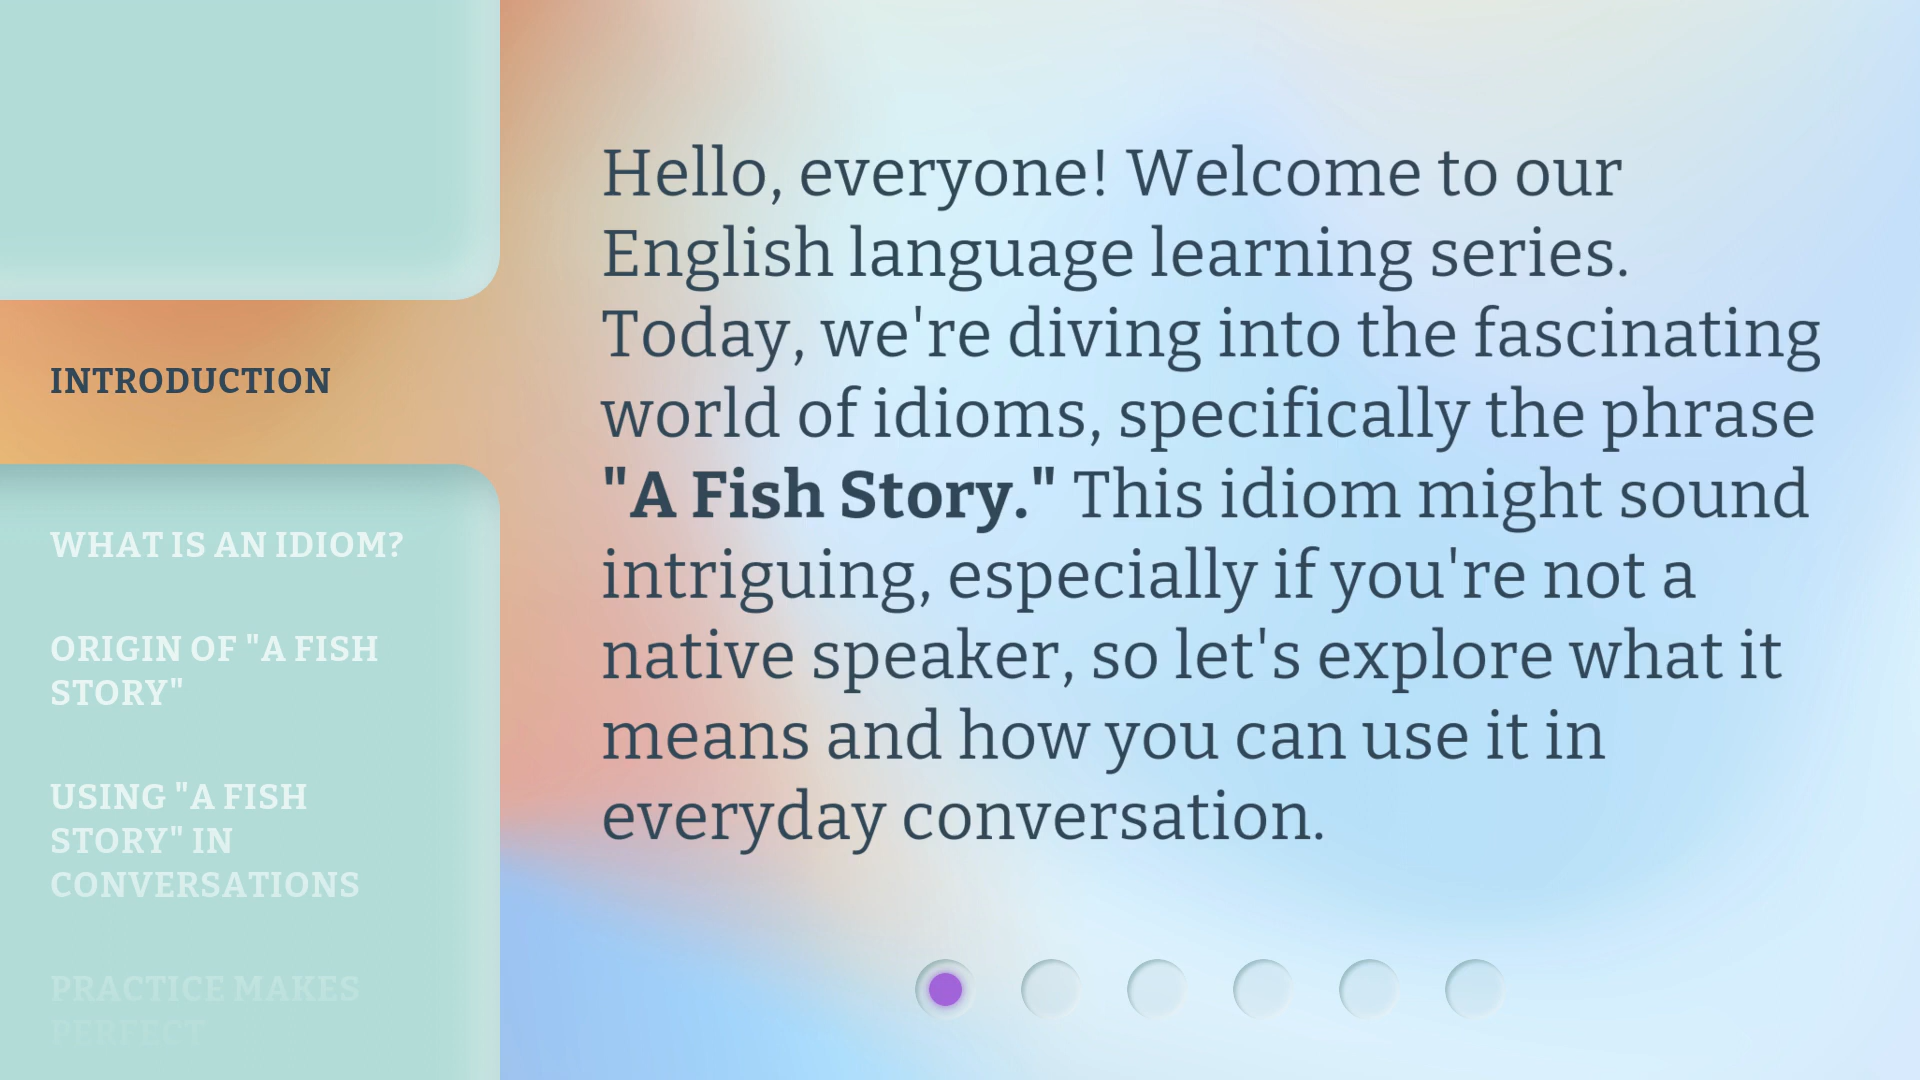 INTRODUCTION
WHAT IS AN IDIOM?
ORIGIN OF "A FISH
STORY"
USING "A FISH
STORY" IN
CONVERSATIONS
PRACTICE MAKES
PERFECT
Hello, everyone! Welcome to our
English language learning series.
Today, we're diving into the fascinating
world of idioms, specifically the phrase
"A Fish Story." This idiom might sound
intriguing, especially if you're not a
native speaker, so let's explore what it
means and how you can use it in
everyday conversation.